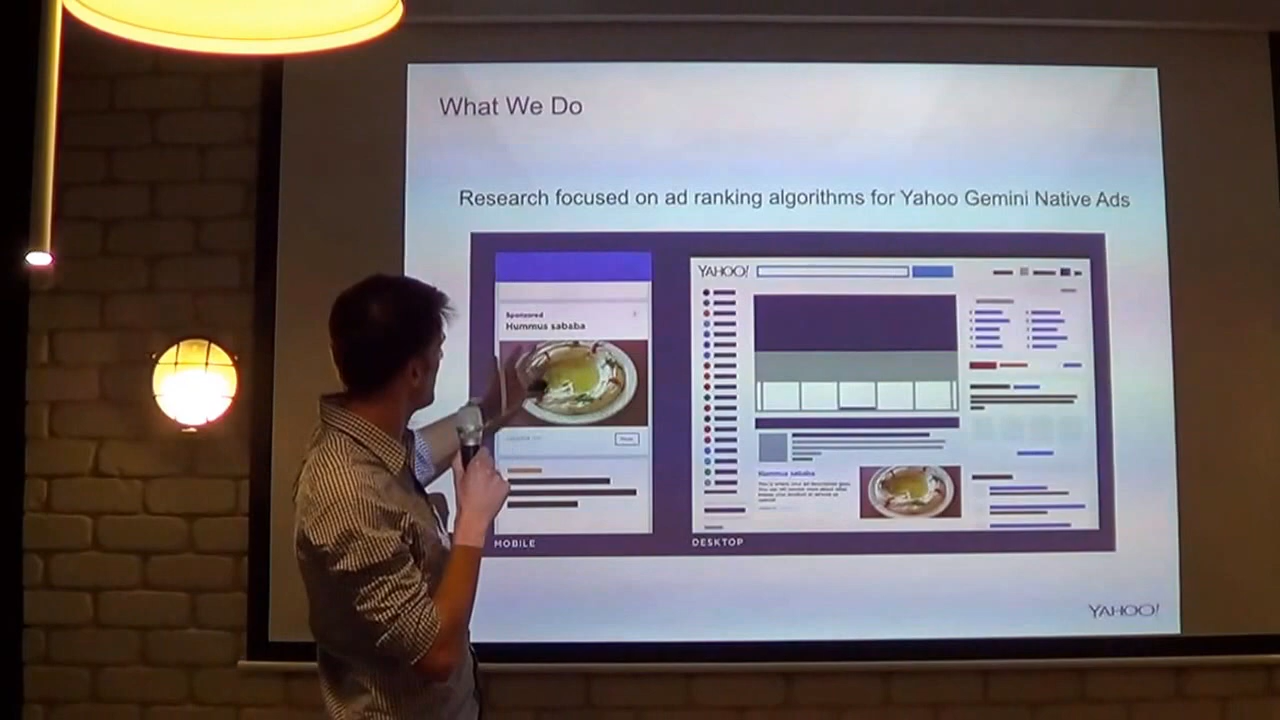 What We Do
Research focused on ad ranking algorithms for Yahoo Gemini Native Ads
Sponsored
Hummus sababa
MOBILE
YAHOO!
Hummus sababa
DESKTOP
YAHOO!